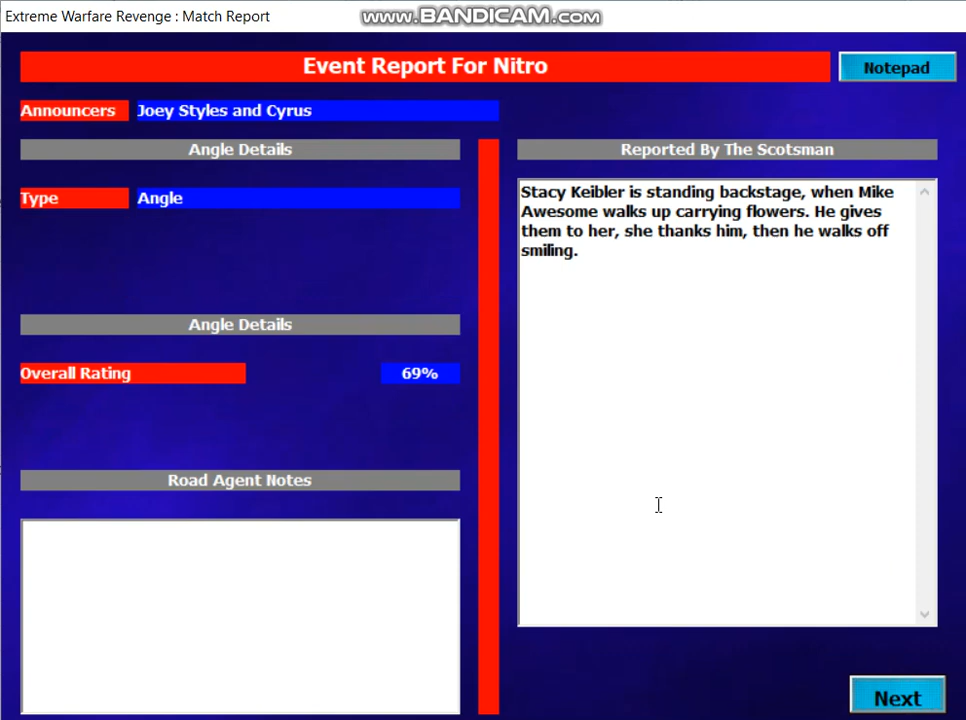 Extreme Warfare Revenge : Match Report
www.BANDICAM.com
Event Report For Nitro
Notepad
Announcers
Joey Styles and Cyrus
Angle Details
Reported By The Scotsman
Type
Angle
Stacy Keibler is standing backstage, when Mike
Awesome walks up carrying flowers. He gives
them to her, she thanks him, then he walks off
smiling.
Angle Details
Overall Rating
69%
Road Agent Notes
Next